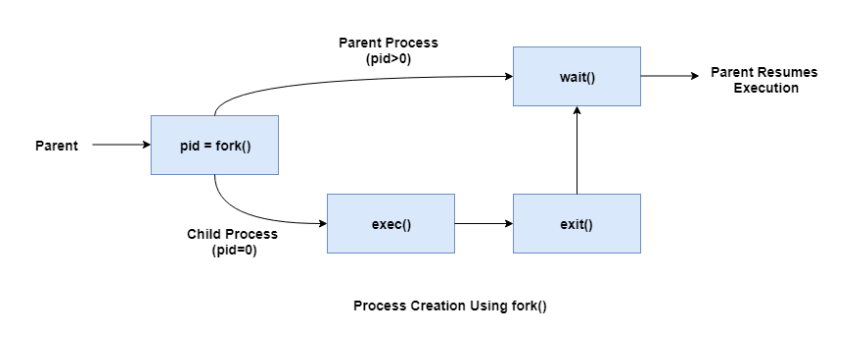 Parent Process
(pid>0)
wait()
Parent Resumes
Execution
Parent
pid = fork()
Child Process
(pid=0)
exec()
exit()
Process Creation Using fork()